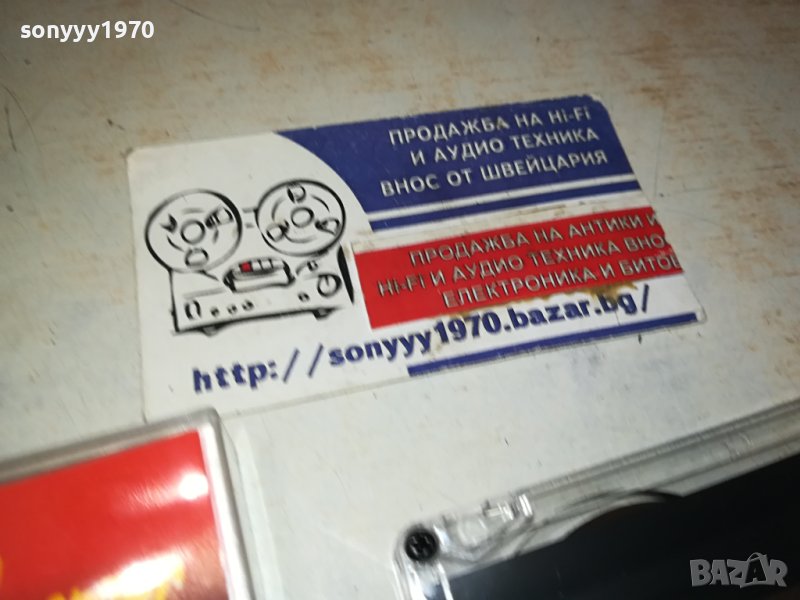 sonyyy1970
ПРОДАЖБА НА Hi-Fi
И АУДИО ТЕХНИКА
ВНОС ОТ ШВЕЙЦАРИЯ
ПРОДАЖБА НА АНТИКИ И
Hi-Fi И АУДИО ТЕХНИКА ВНО
ЕЛЕКТРОНИКА И БИТО
http://sonyyy1970.bazar.bg/
BAZAR